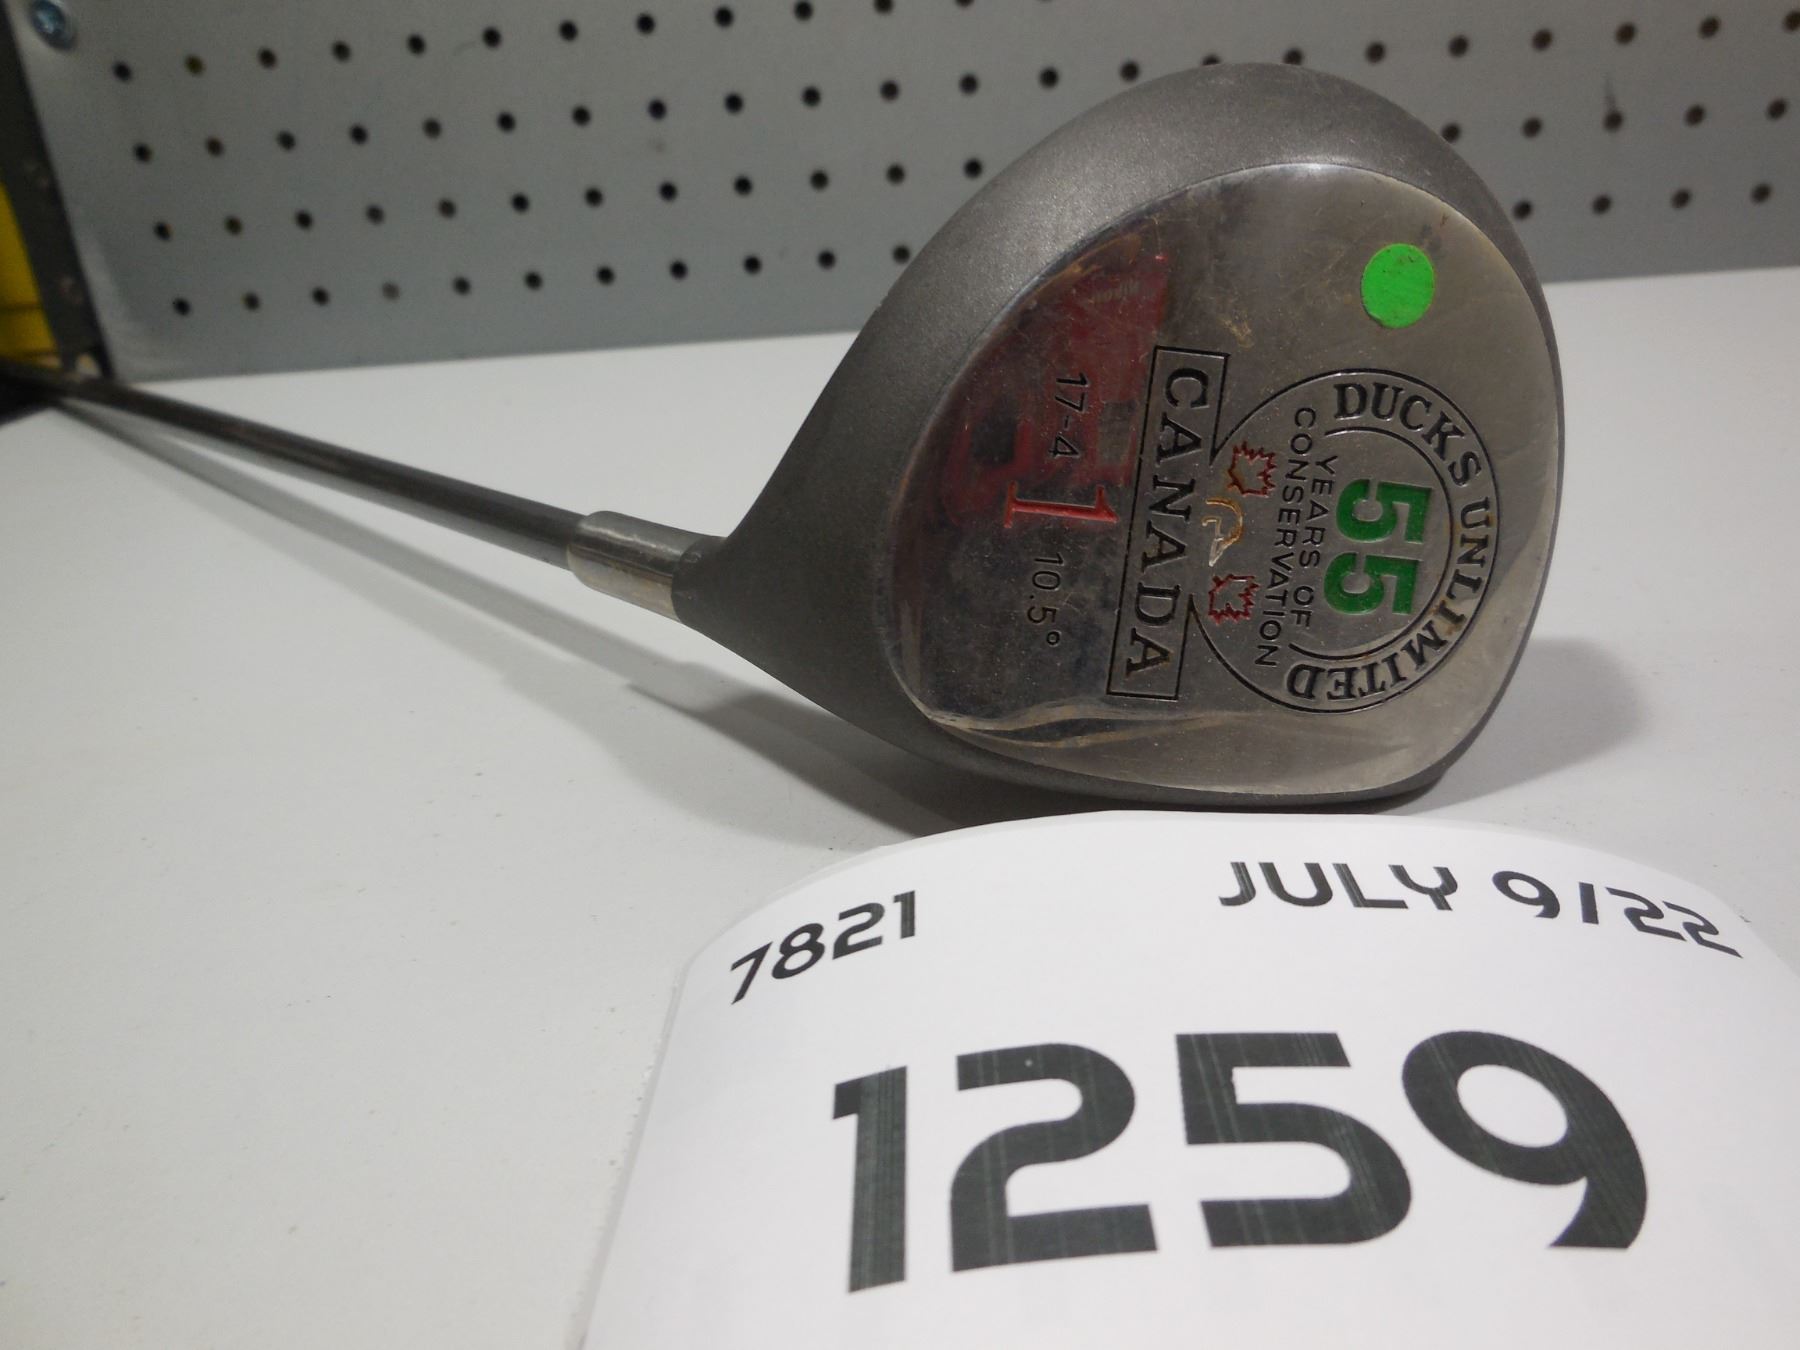 DUCKS UNLIMITED
55
YEARS OF
CONSERVATION
CANADA
17-4 1 10.5°
7821 JULY 9/22
1259